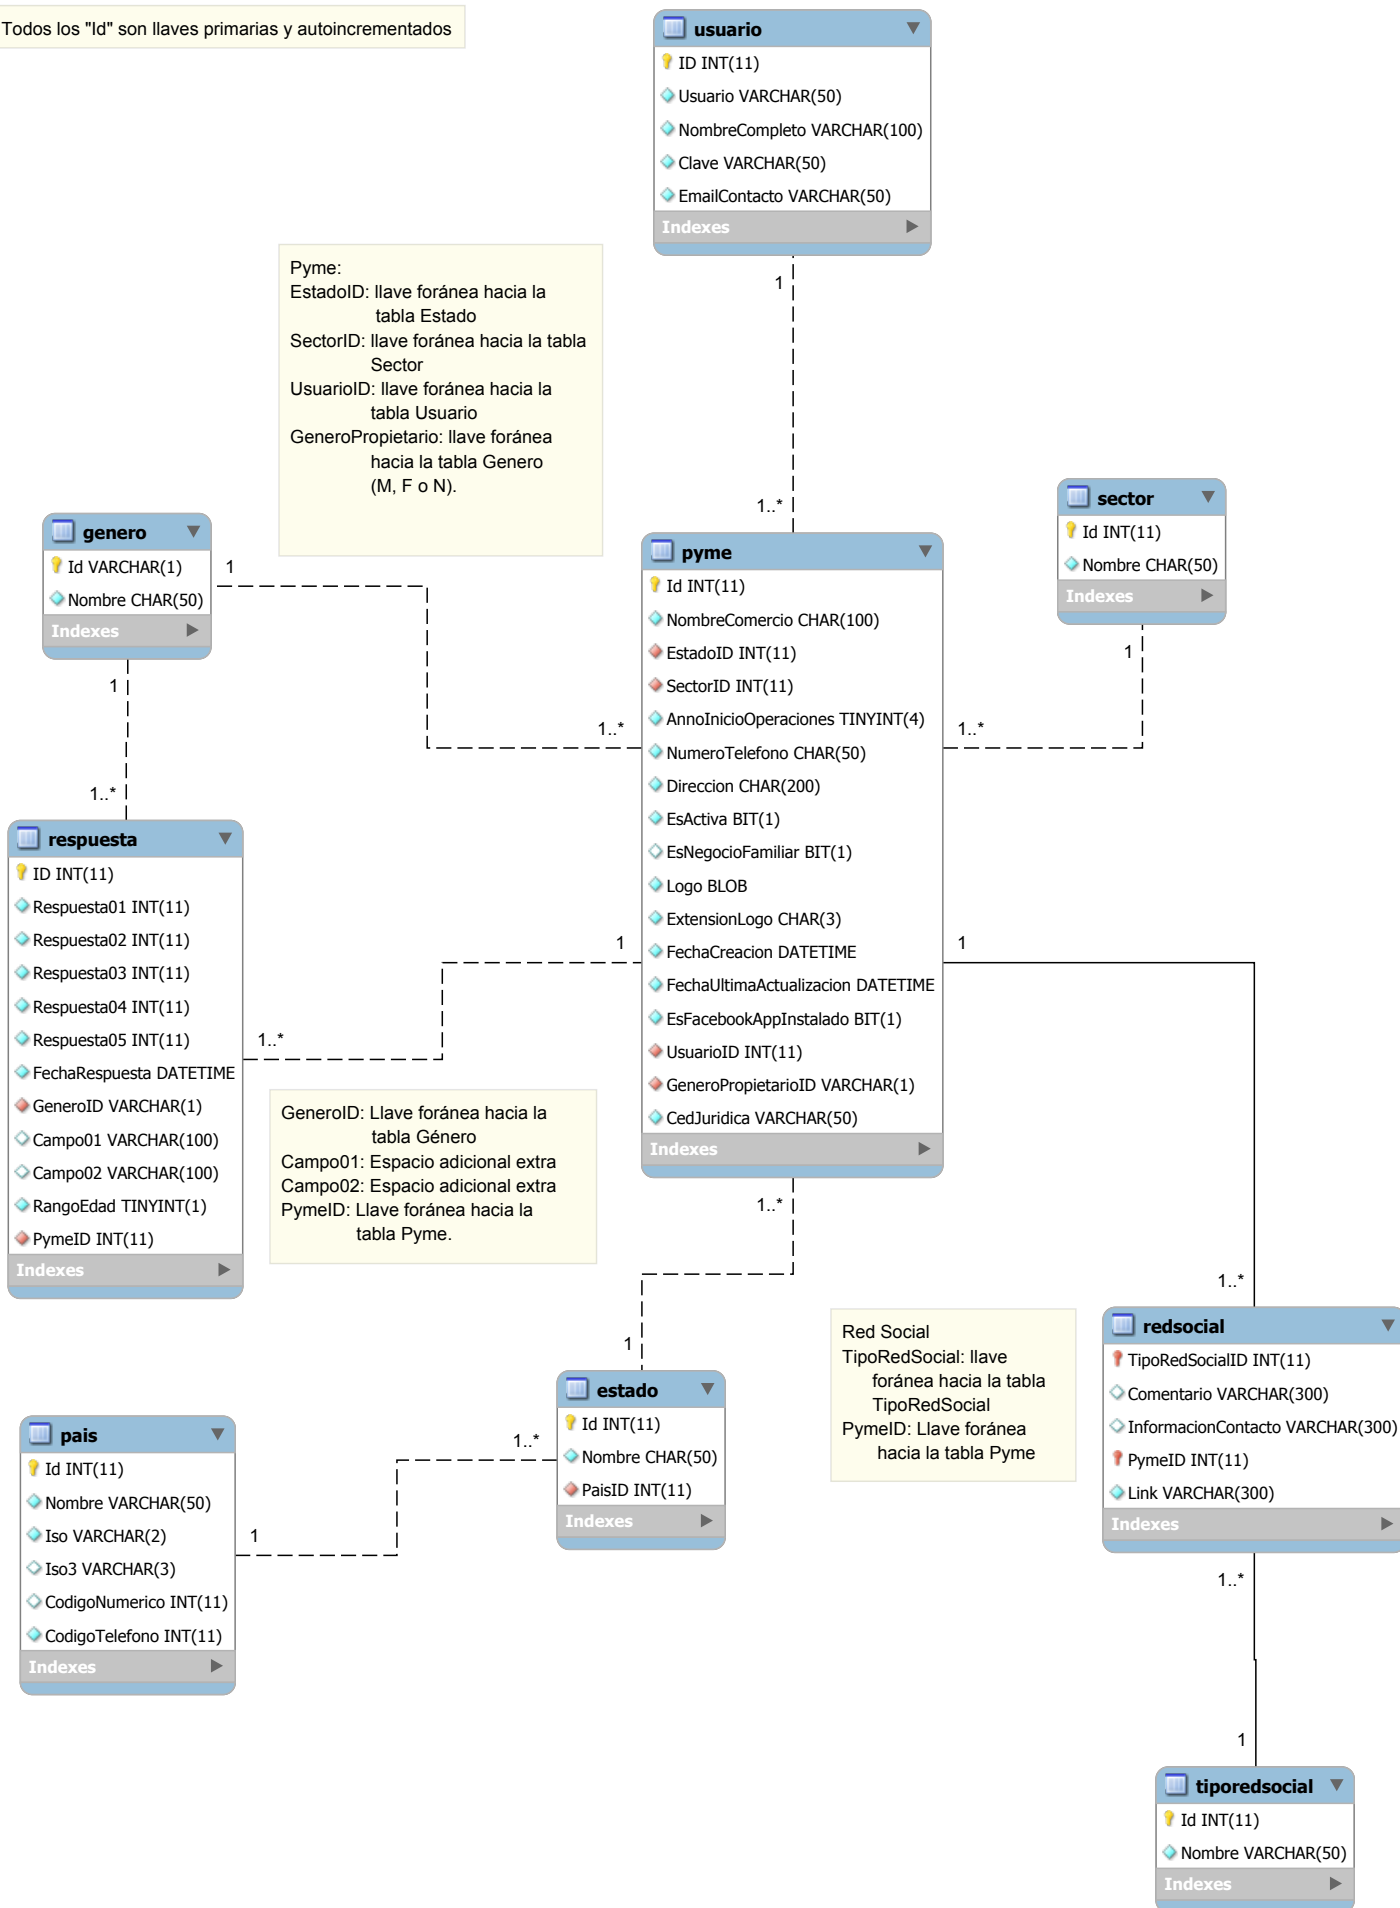 Todos los "Id" son llaves primarias y autoincrementados
usuario
ID INT(11)
Usuario VARCHAR(50)
NombreCompleto VARCHAR(100)
Clave VARCHAR(50)
EmailContacto VARCHAR(50)
Indexes
1
1..*
Pyme:
EstadoID: llave foránea hacia la
tabla Estado
SectorID: llave foránea hacia la tabla
Sector
UsuarioID: llave foránea hacia la
tabla Usuario
GeneroPropietario: llave foránea
hacia la tabla Genero
(M, F o N).
genero
Id VARCHAR(1)
Nombre CHAR(50)
Indexes
1
1..*
1
1..*
sector
Id INT(11)
Nombre CHAR(50)
Indexes
1
1..*
pyme
Id INT(11)
NombreComercio CHAR(100)
EstadoID INT(11)
SectorID INT(11)
AnnoInicioOperaciones TINYINT(4)
NumeroTelefono CHAR(50)
Direccion CHAR(200)
EsActiva BIT(1)
EsNegocioFamiliar BIT(1)
Logo BLOB
ExtensionLogo CHAR(3)
FechaCreacion DATETIME
FechaUltimaActualizacion DATETIME
EsFacebookAppInstalado BIT(1)
UsuarioID INT(11)
GeneroPropietarioID VARCHAR(1)
CedJuridica VARCHAR(50)
Indexes
respuesta
ID INT(11)
Respuesta01 INT(11)
Respuesta02 INT(11)
Respuesta03 INT(11)
Respuesta04 INT(11)
Respuesta05 INT(11)
FechaRespuesta DATETIME
GeneroID VARCHAR(1)
Campo01 VARCHAR(100)
Campo02 VARCHAR(100)
RangoEdad TINYINT(1)
PymeID INT(11)
Indexes
1
1..*
GeneroID: Llave foránea hacia la
tabla Género
Campo01: Espacio adicional extra
Campo02: Espacio adicional extra
PymeID: Llave foránea hacia la
tabla Pyme.
1
1..*
1..*
1
Red Social
TipoRedSocial: llave
foránea hacia la tabla
TipoRedSocial
PymeID: Llave foránea
hacia la tabla Pyme
redsocial
TipoRedSocialID INT(11)
Comentario VARCHAR(300)
InformacionContacto VARCHAR(300)
PymeID INT(11)
Link VARCHAR(300)
Indexes
estado
Id INT(11)
Nombre CHAR(50)
PaisID INT(11)
Indexes
pais
Id INT(11)
Nombre VARCHAR(50)
Iso VARCHAR(2)
Iso3 VARCHAR(3)
CodigoNumerico INT(11)
CodigoTelefono INT(11)
Indexes
1..*
1
1..*
1
tiporedsocial
Id INT(11)
Nombre VARCHAR(50)
Indexes